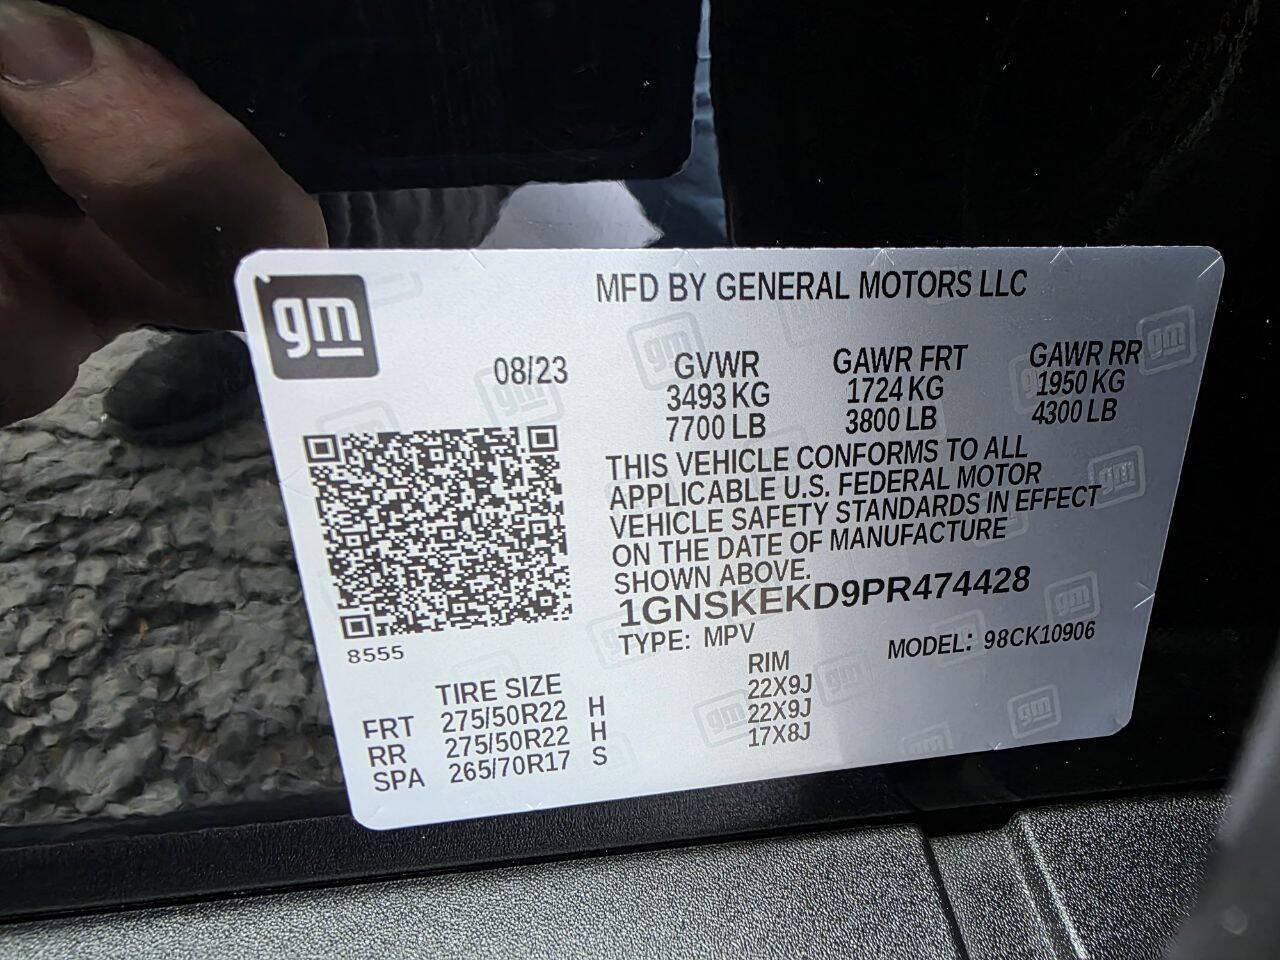 gm
MFD BY GENERAL MOTORS LLC
08/23
GVWR GAWR FRT GAWR RR
3493 KG 1724 KG 1950 KG
7700 LB 3800 LB 4300 LB
THIS VEHICLE CONFORMS TO ALL
APPLICABLE U.S. FEDERAL MOTOR
VEHICLE SAFETY STANDARDS IN EFFECT
ON THE DATE OF MANUFACTURE
SHOWN ABOVE.
1GNSKEKD9PR474428
TYPE: MPV MODEL: 98CK10906
8555
TIRE SIZE RIM
FRT 275/50R22 H 22X9J
RR 275/50R22 H 22X9J
SPA 265/70R17 S 17X8J